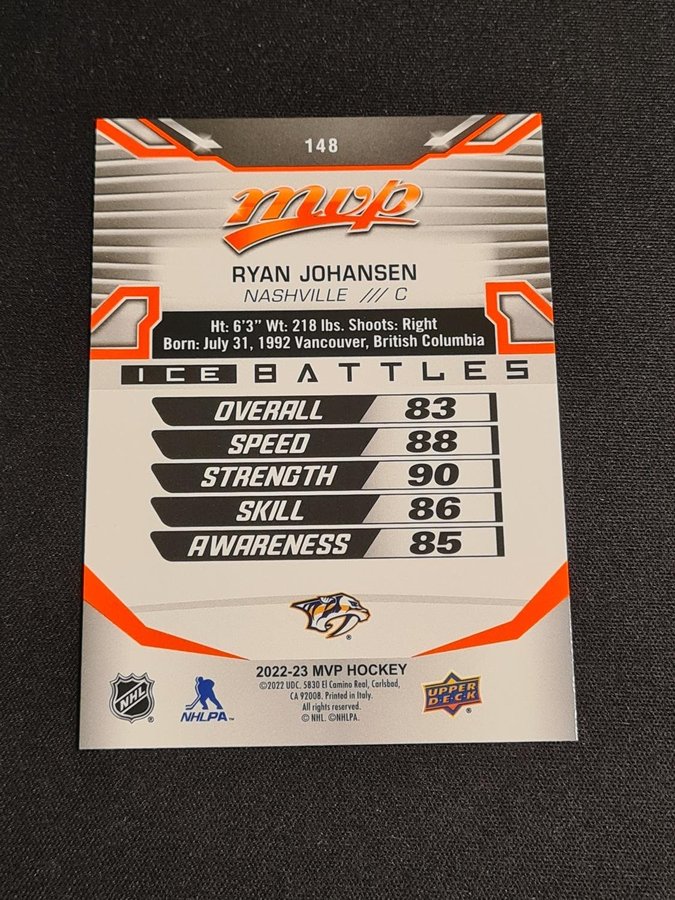 148
mvp
RYAN JOHANSEN
NASHVILLE /// C
Ht: 6'3" Wt: 218 lbs. Shoots: Right
Born: July 31, 1992 Vancouver, British Columbia
ICE BATTLES
OVERALL 83
SPEED 88
STRENGTH 90
SKILL 86
AWARENESS 85
®
2022-23 MVP HOCKEY
©2022 UDC. 5830 El Camino Real, Carlsbad,
CA 92008. Printed in Italy.
All rights reserved.
© NHL. ©NHLPA.
NHL ®
NHLPA™
UPPER
D·E·C·K ®